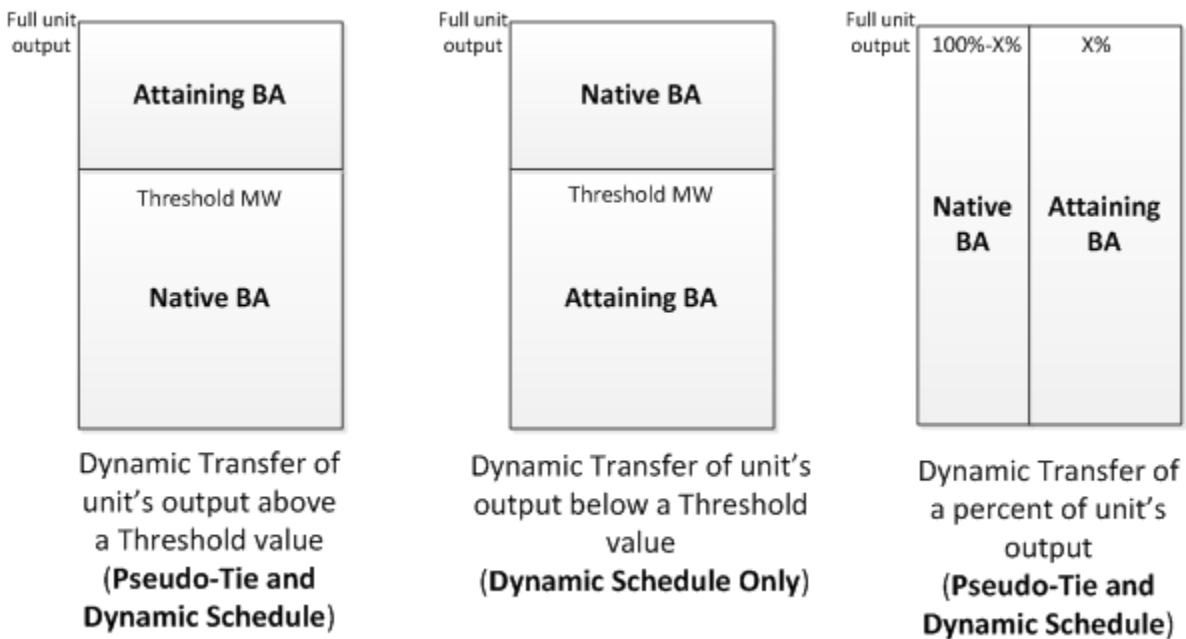 Full unit
output
Attaining BA
Threshold MW
Native BA
Dynamic Transfer of
unit's output above
a Threshold value
(Pseudo-Tie and
Dynamic Schedule)
Full unit
output
Native BA
Threshold MW
Attaining BA
Dynamic Transfer of unit's
output below a Threshold
value
(Dynamic Schedule Only)
Full unit
output
100%-X%
X%
Native
BA
Attaining
BA
Dynamic Transfer of
a percent of unit's
output
(Pseudo-Tie and
Dynamic Schedule)